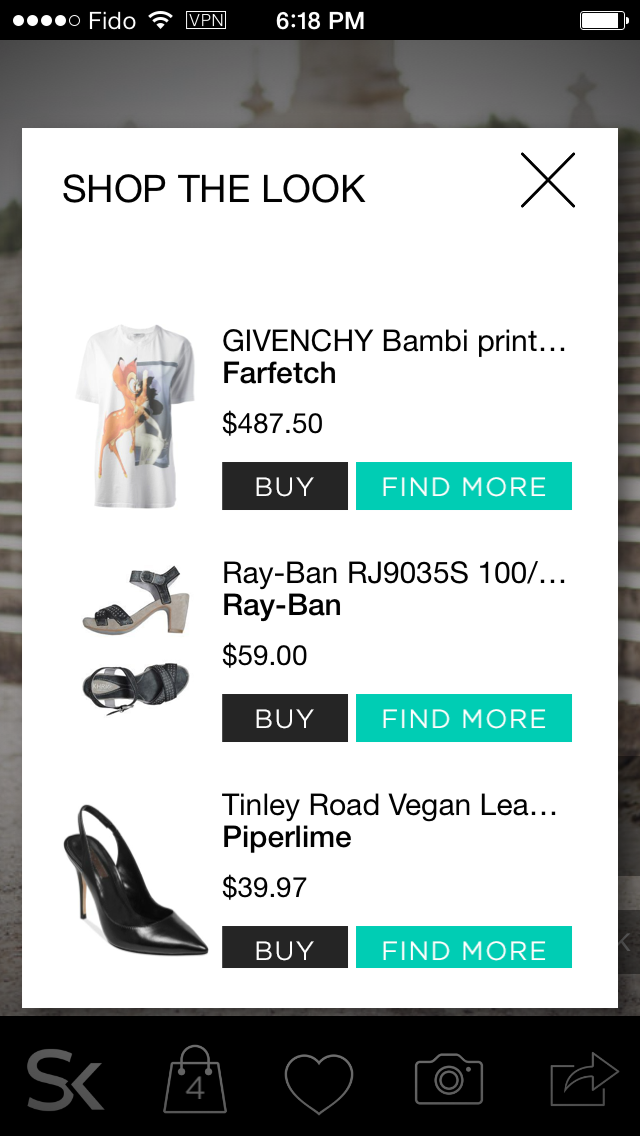 Fido VPN 6:18 PM
SHOP THE LOOK
GIVENCHY Bambi print…
Farfetch
$487.50
BUY FIND MORE
Ray-Ban RJ9035S 100/…
Ray-Ban
$59.00
BUY FIND MORE
Tinley Road Vegan Lea…
Piperlime
$39.97
BUY FIND MORE
K
SK 4